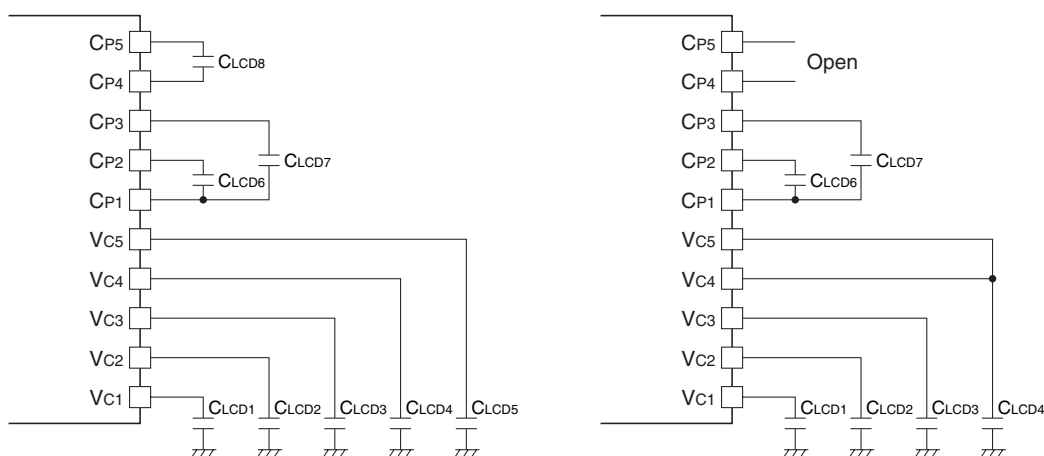 CP5
CLCD8
CP4
CP3
CP2
CLCD7
CLCD6
CP1
VC5
VC4
VC3
VC2
VC1
CLCD1
CLCD2
CLCD3
CLCD4
CLCD5
CP5
Open
CP4
CP3
CP2
CLCD7
CLCD6
CP1
VC5
VC4
VC3
VC2
VC1
CLCD1
CLCD2
CLCD3
CLCD4